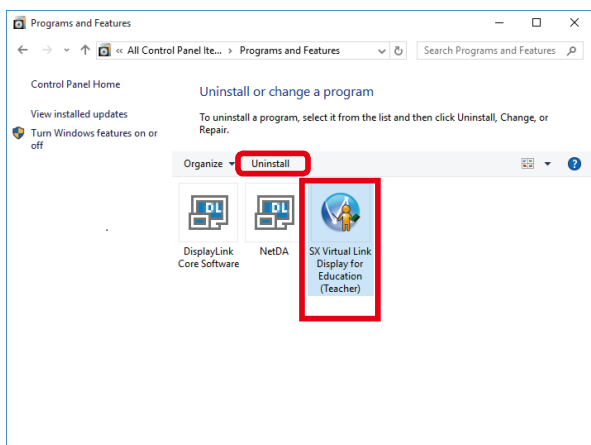 Programs and Features
« All Control Panel Ite... › Programs and Features
Search Programs and Features
Control Panel Home
View installed updates
Turn Windows features on or
off
Uninstall or change a program
To uninstall a program, select it from the list and then click Uninstall, Change, or
Repair.
Organize
Uninstall
DL
DisplayLink
Core Software
DL
NetDA
SX Virtual Link
Display for
Education
(Teacher)